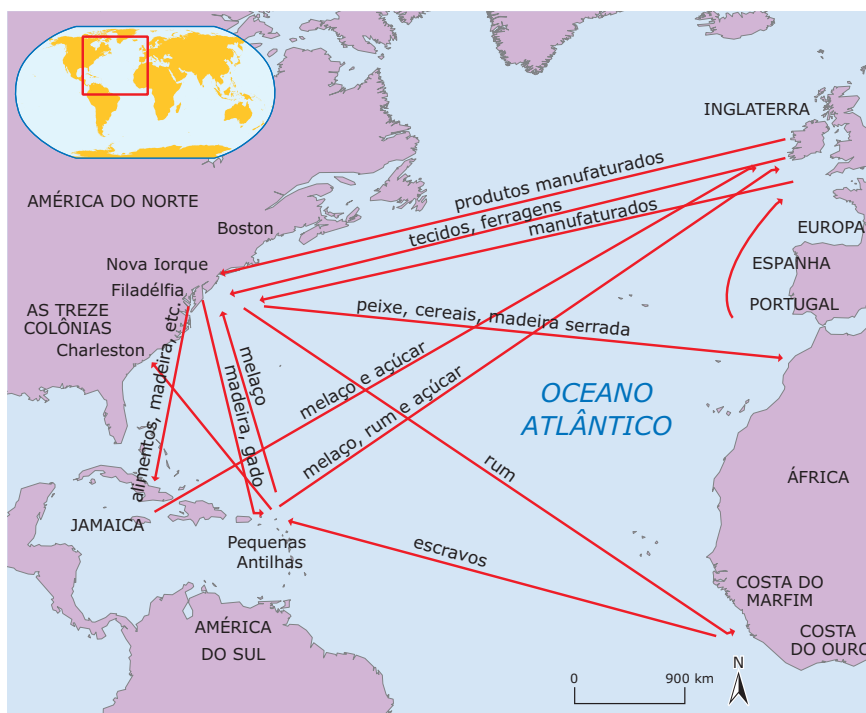 INGLATERRA
produtos manufaturados
AMÉRICA DO NORTE
tecidos, ferragens
manufaturados
Boston
EUROPA
Nova Iorque
ESPANHA
Filadélfia
PORTUGAL
AS TREZE
COLÔNIAS
peixe, cereais, madeira serrada
Charleston
alimentos, madeira, etc.
madeira, gado
melaço
melaço e açúcar
melaço, rum e açúcar
OCEANO
ATLÂNTICO
rum
ÁFRICA
JAMAICA
Pequenas
Antilhas
escravos
COSTA DO
MARFIM
AMÉRICA
DO SUL
COSTA
DO OURO
N
0 900 km